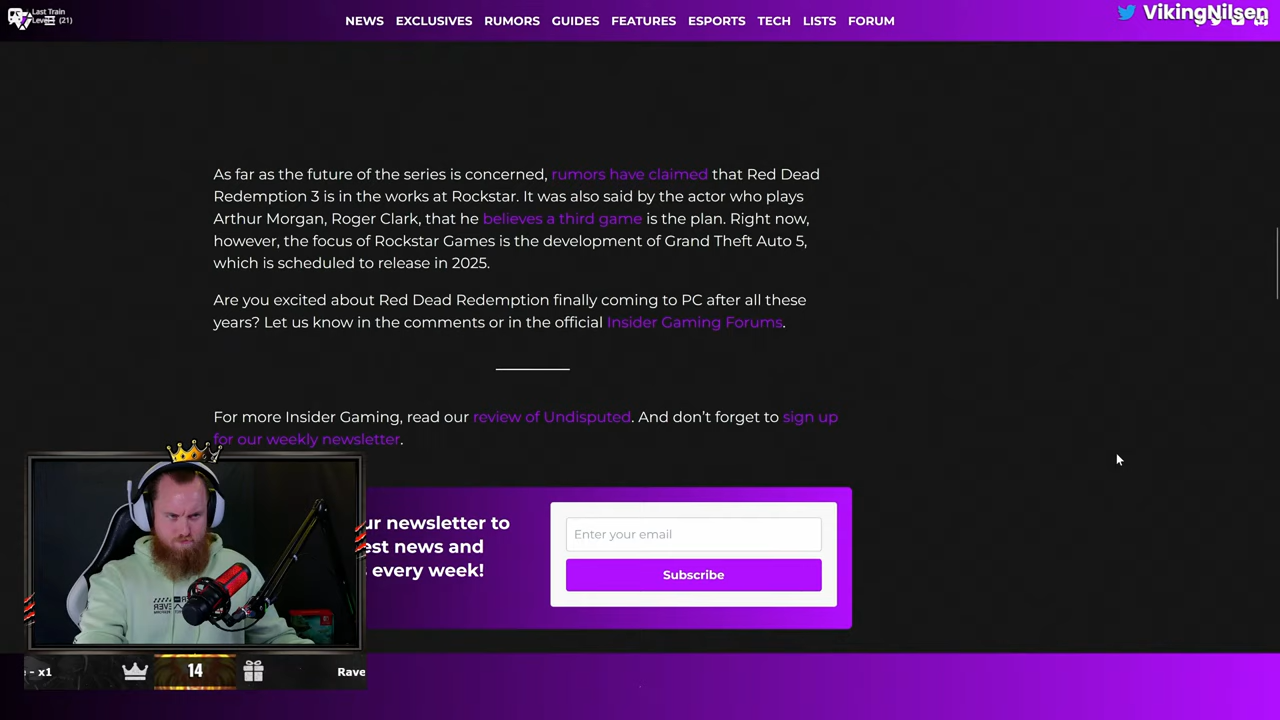 Last Train
(21)
NEWS EXCLUSIVES RUMORS GUIDES FEATURES ESPORTS TECH LISTS FORUM
VikingNilsen
As far as the future of the series is concerned, rumors have claimed that Red Dead
Redemption 3 is in the works at Rockstar. It was also said by the actor who plays
Arthur Morgan, Roger Clark, that he believes a third game is the plan. Right now,
however, the focus of Rockstar Games is the development of Grand Theft Auto 5,
which is scheduled to release in 2025.
Are you excited about Red Dead Redemption finally coming to PC after all these
years? Let us know in the comments or in the official Insider Gaming Forums.
For more Insider Gaming, read our review of Undisputed. And don't forget to sign up
for our weekly newsletter.
ur newsletter to
est news and
every week!
Enter your email
Subscribe
- x1
14
Rave